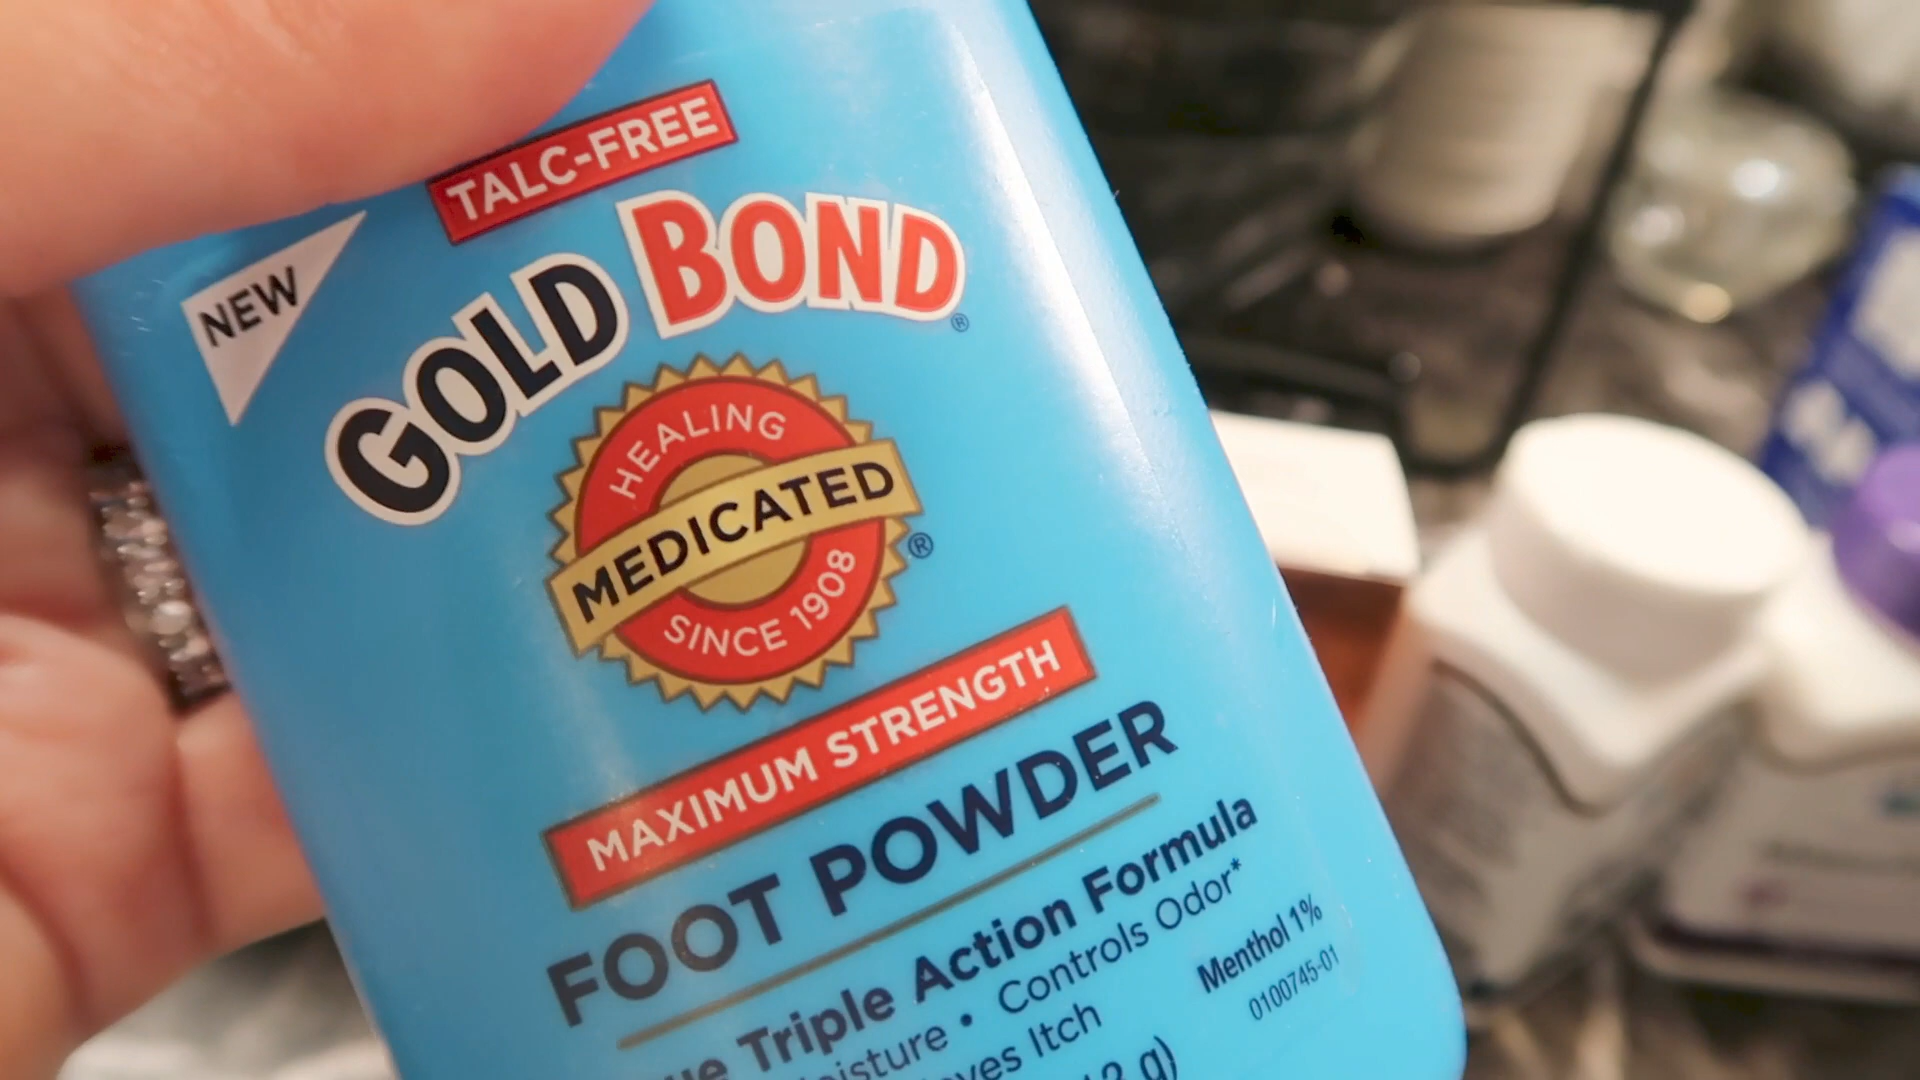 TALC-FREE
NEW
GOLD BOND®
HEALING
MEDICATED®
SINCE 1908
MAXIMUM STRENGTH
FOOT POWDER
Triple Action Formula
• Controls Odor*
Itch
Menthol 1%
0100745-01
g)